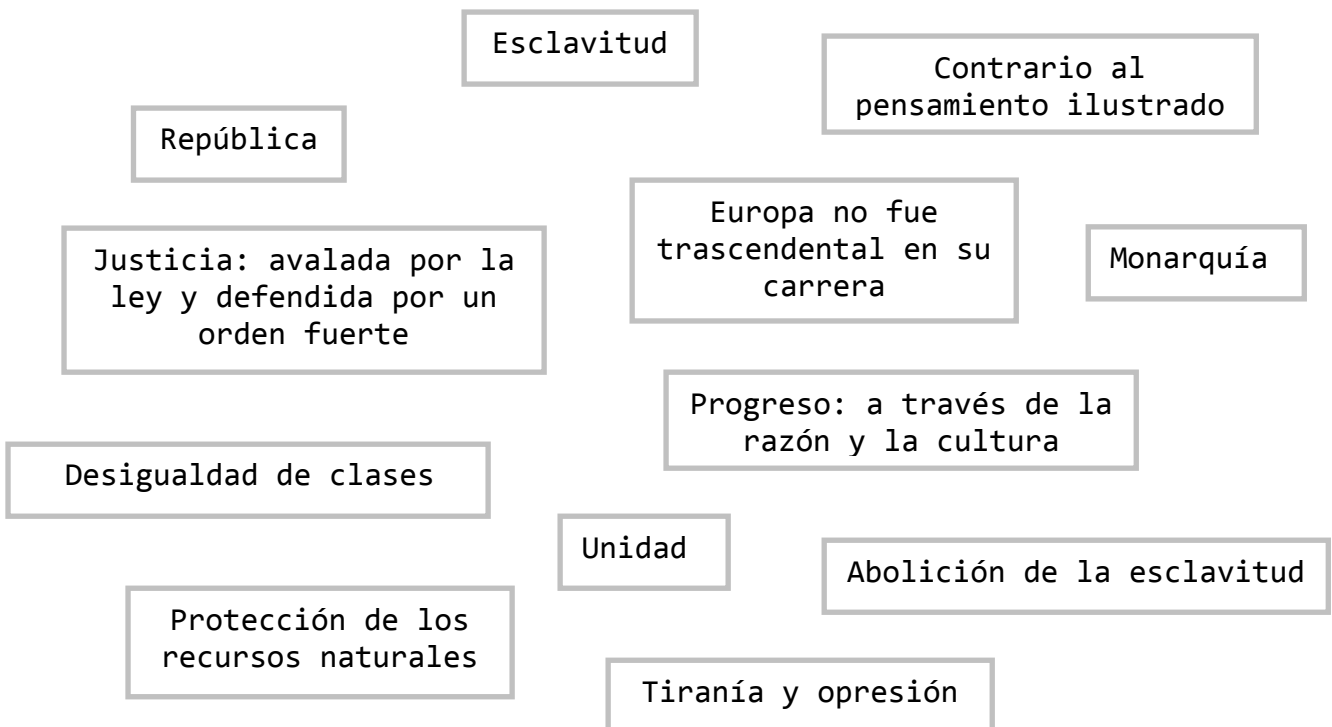 Esclavitud
Contrario al
pensamiento ilustrado
República
Europa no fue
trascendental en su
carrera
Justicia: avalada por la
ley y defendida por un
orden fuerte
Monarquía
Progreso: a través de la
razón y la cultura
Desigualdad de clases
Unidad
Abolición de la esclavitud
Protección de los
recursos naturales
Tiranía y opresión